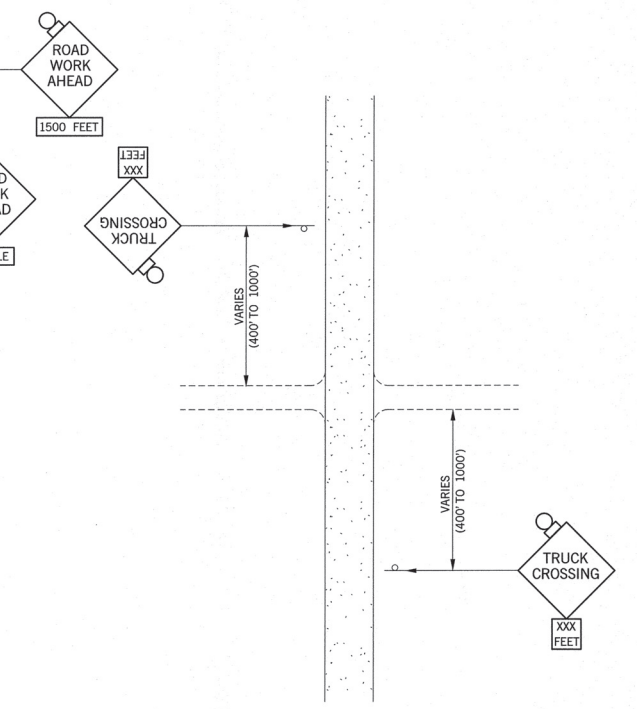 ROAD
WORK
AHEAD
1500 FEET
TRUCK
CROSSING
XXX
FEET
VARIES
(400' TO 1000')
VARIES
(400' TO 1000')
TRUCK
CROSSING
XXX
FEET